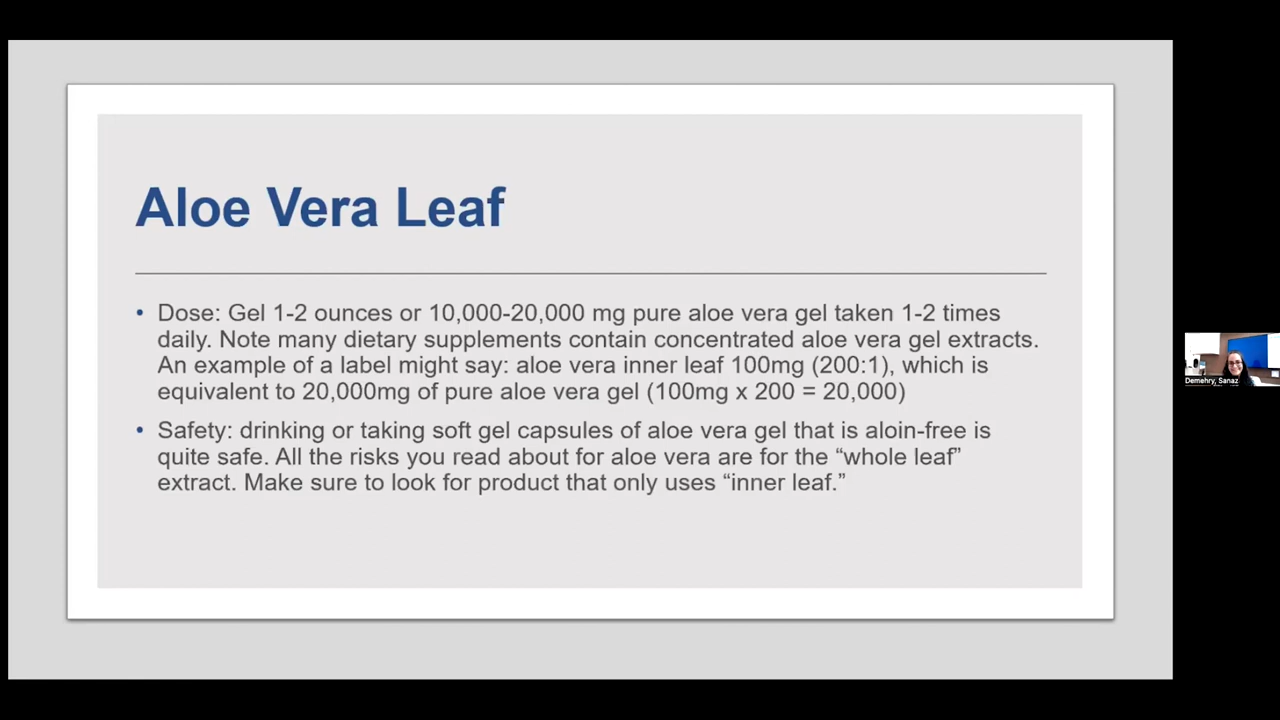 Aloe Vera Leaf
• Dose: Gel 1-2 ounces or 10,000-20,000 mg pure aloe vera gel taken 1-2 times
daily. Note many dietary supplements contain concentrated aloe vera gel extracts.
An example of a label might say: aloe vera inner leaf 100mg (200:1), which is
equivalent to 20,000mg of pure aloe vera gel (100mg x 200 = 20,000)
• Safety: drinking or taking soft gel capsules of aloe vera gel that is aloin-free is
quite safe. All the risks you read about for aloe vera are for the “whole leaf”
extract. Make sure to look for product that only uses “inner leaf.”
Demehry, Sanaz